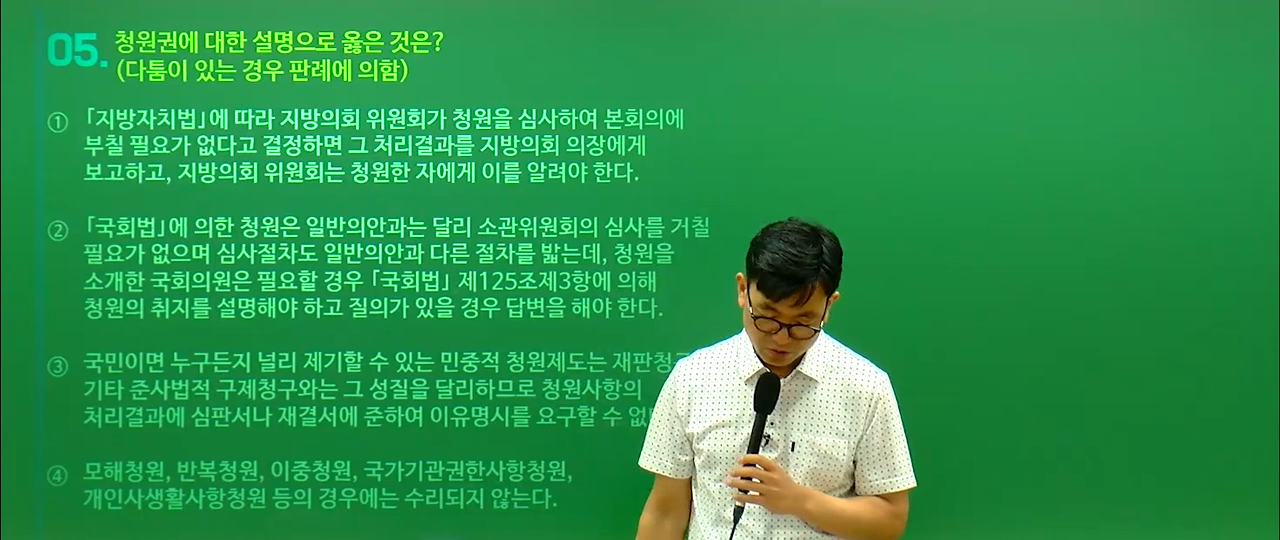 05. 청원권에 대한 설명으로 옳은 것은?
(다툼이 있는 경우 판례에 의함)
① 「지방자치법」에 따라 지방의회 위원회가 청원을 심사하여 본회의에
부칠 필요가 없다고 결정하면 그 처리결과를 지방의회 의장에게
보고하고, 지방의회 위원회는 청원한 자에게 이를 알려야 한다.
② 「국회법」에 의한 청원은 일반의안과는 달리 소관위원회의 심사를 거칠
필요가 없으며 심사절차도 일반의안과 다른 절차를 밟는데, 청원을
소개한 국회의원은 필요할 경우 「국회법」 제125조제3항에 의해
청원의 취지를 설명해야 하고 질의가 있을 경우 답변을 해야 한다.
③ 국민이면 누구든지 널리 제기할 수 있는 민중적 청원제도는
기타 준사법적 구제청구와는 그 성질을 달리하므로 청원사항의
처리결과에 심판서나 재결서에 준하여 이유명시를 요구할 수
④ 모해청원, 반복청원, 이중청원, 국가기관권한사항청원,
개인사생활사항청원 등의 경우에는 수리되지 않는다.